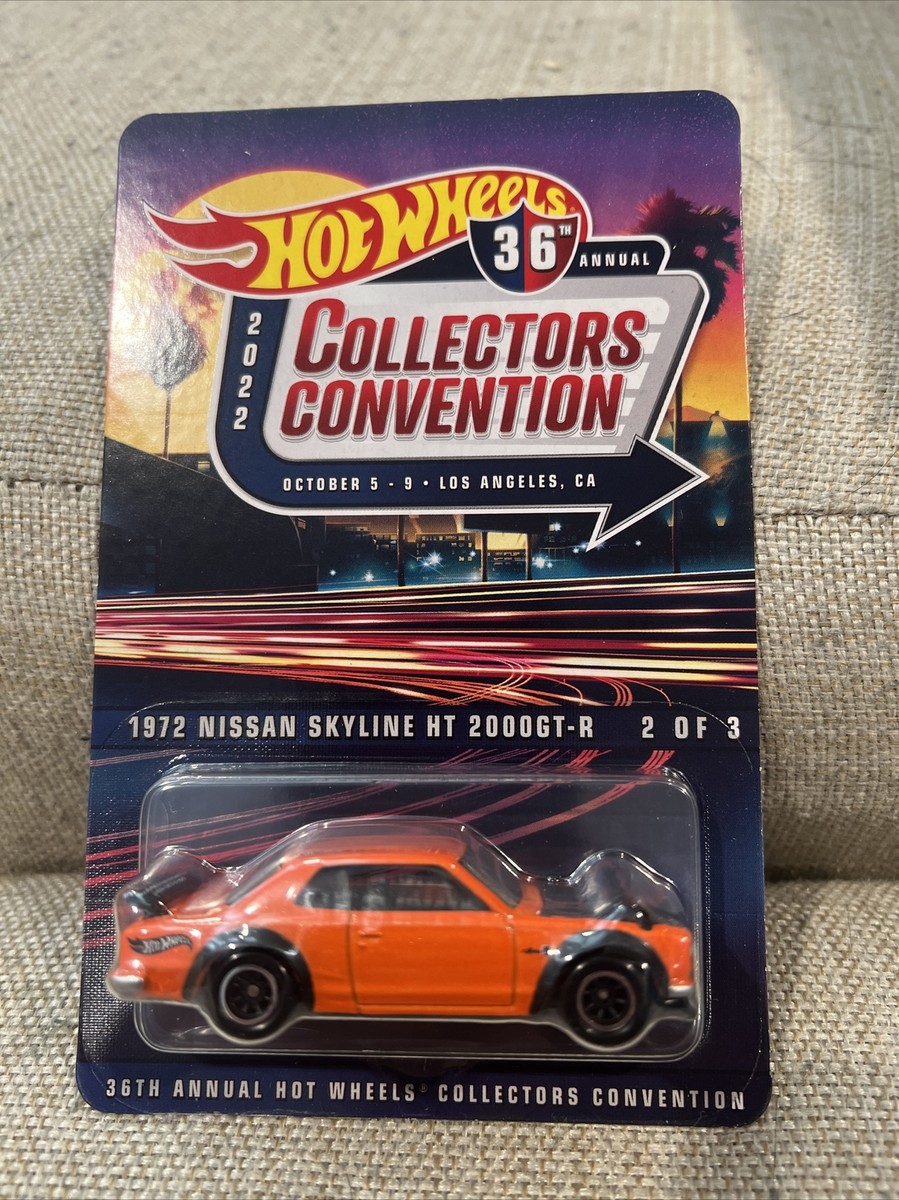 HOT WHEELS
36TH
ANNUAL
2022
COLLECTORS
CONVENTION
OCTOBER 5 - 9 • LOS ANGELES, CA
1972 NISSAN SKYLINE HT 2000GT-R 2 OF 3
HOT WHEELS
36TH ANNUAL HOT WHEELS® COLLECTORS CONVENTION